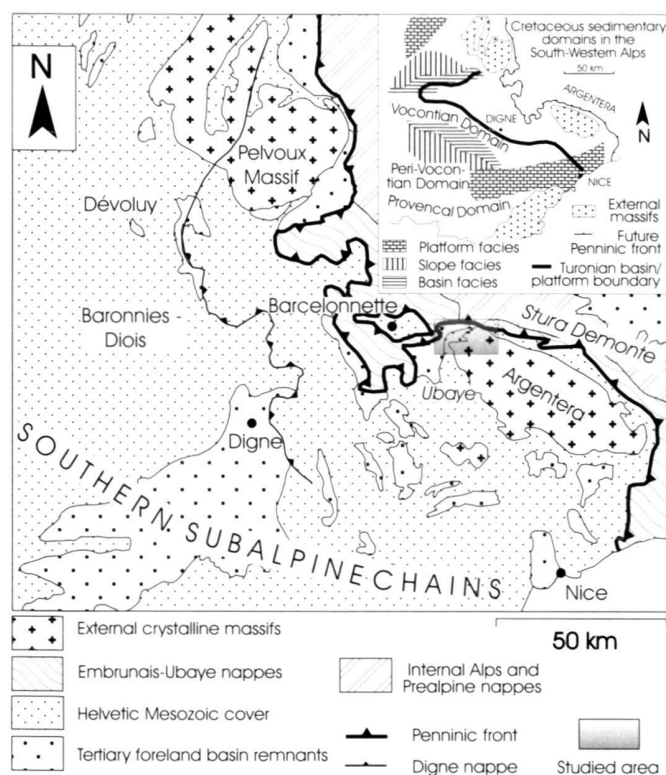 N
Cretaceous sedimentary
domains in the
South-Western Alps
50 km
ARGENTERA
DIGNE
N
Vocontian Domain
Peri-Vocon-
tian Domain
NICE
Provençal Domain
External
massifs
Future
Penninic front
Platform facies
Slope facies
Basin facies
Turonian basin/
platform boundary
Pelvoux
Massif
Dévoluy
Barcelonnette
Baronnies -
Diois
Stura Demonte
Ubaye
Argentera
Digne
SOUTHERN SUBALPINE CHAINS
Nice
External crystalline massifs
Embrunais-Ubaye nappes
Helvetic Mesozoic cover
Tertiary foreland basin remnants
50 km
Internal Alps and
Prealpine nappes
Penninic front
Digne nappe
Studied area